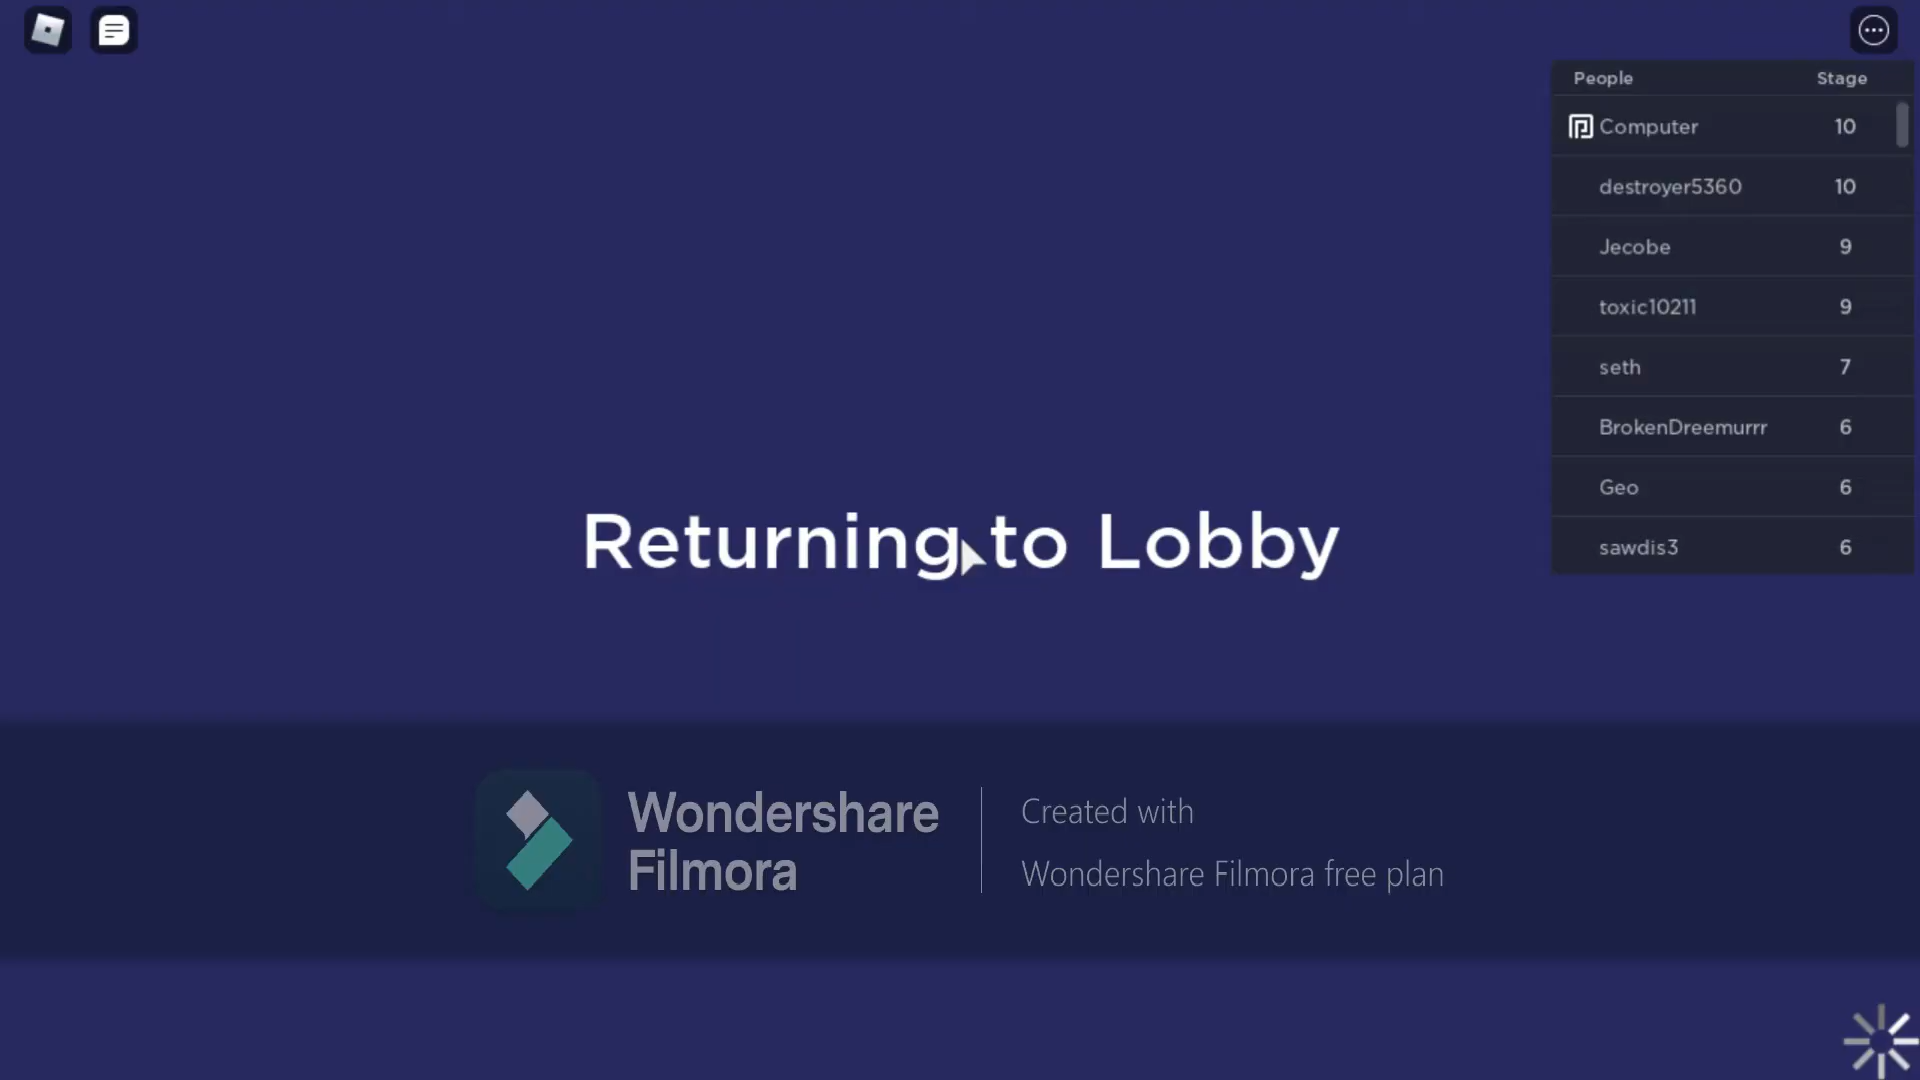 People Stage
Computer 10
destroyer5360 10
Jecobe 9
toxic10211 9
seth 7
BrokenDreemurrr 6
Geo 6
sawdis3 6
Returning to Lobby
Wondershare
Filmora
Created with
Wondershare Filmora free plan